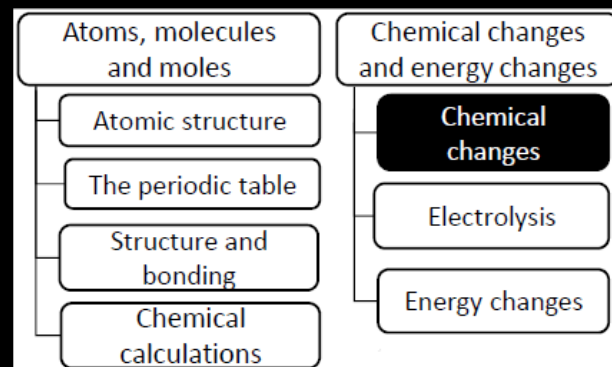 Atoms, molecules
and moles
Atomic structure
The periodic table
Structure and
bonding
Chemical
calculations
Chemical changes
and energy changes
Chemical
changes
Electrolysis
Energy changes